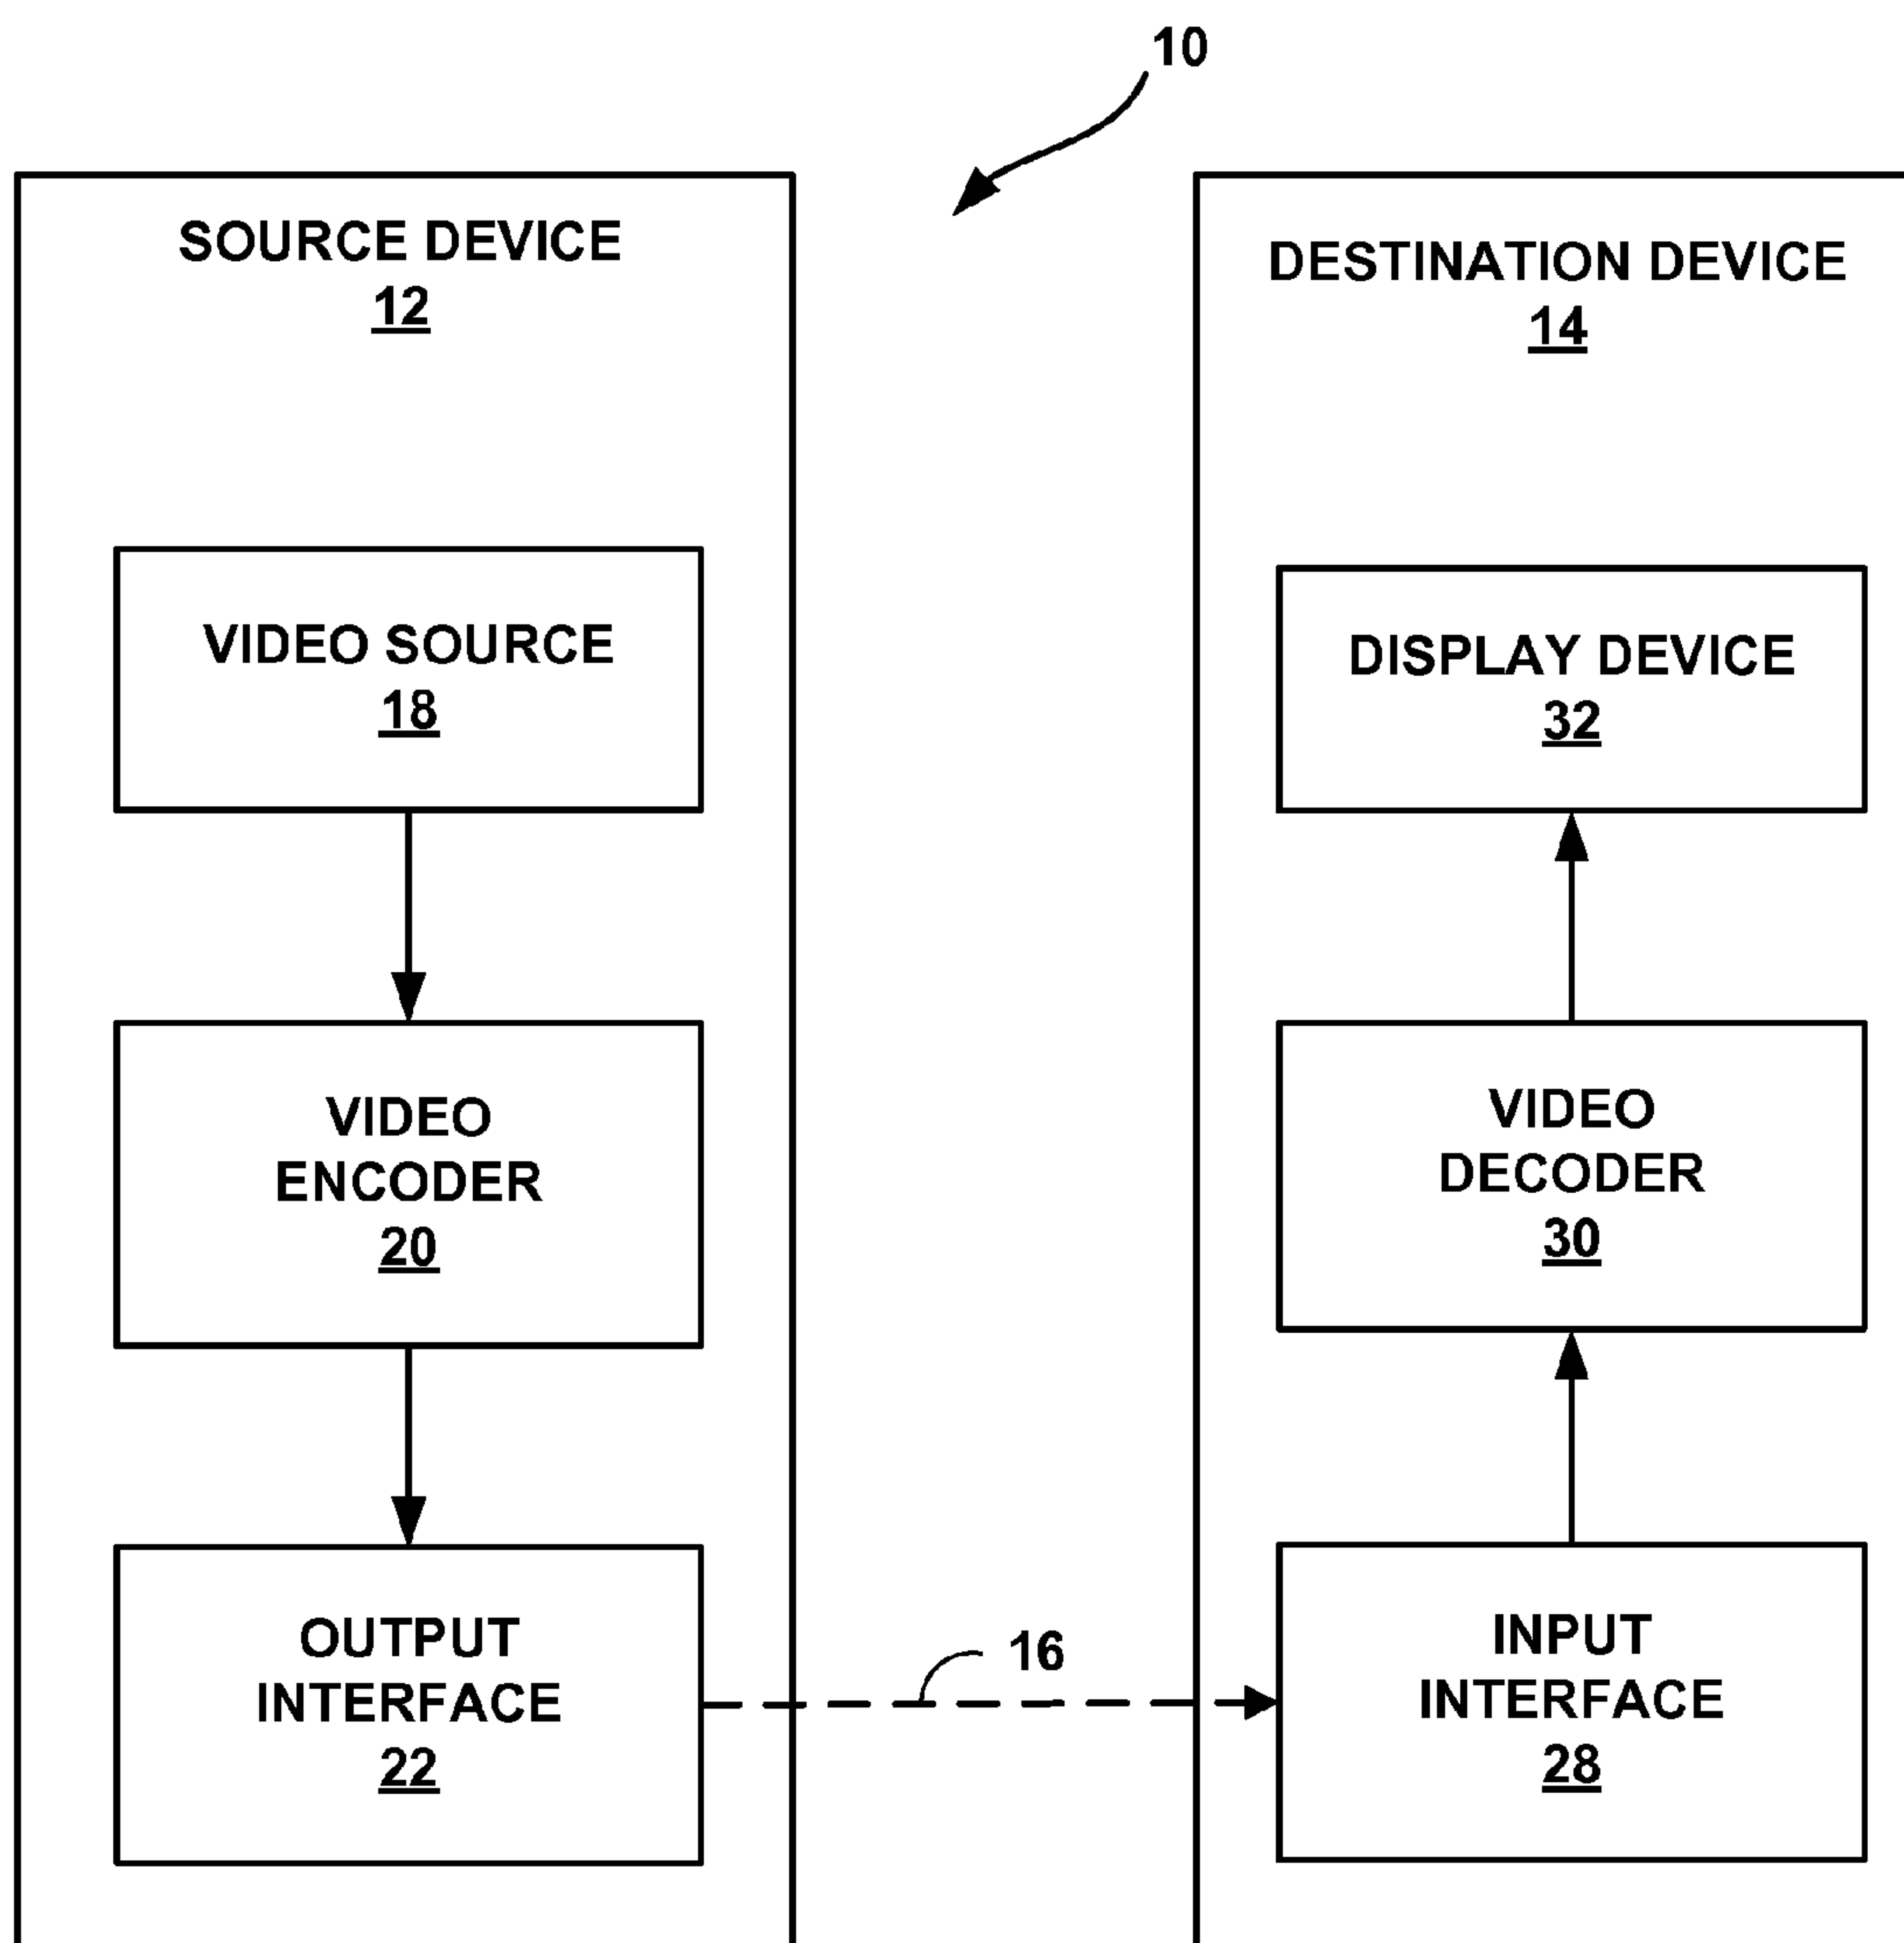 10
SOURCE DEVICE
12
VIDEO SOURCE
18
VIDEO
ENCODER
20
OUTPUT
INTERFACE
22
16
DESTINATION DEVICE
14
DISPLAY DEVICE
32
VIDEO
DECODER
30
INPUT
INTERFACE
28